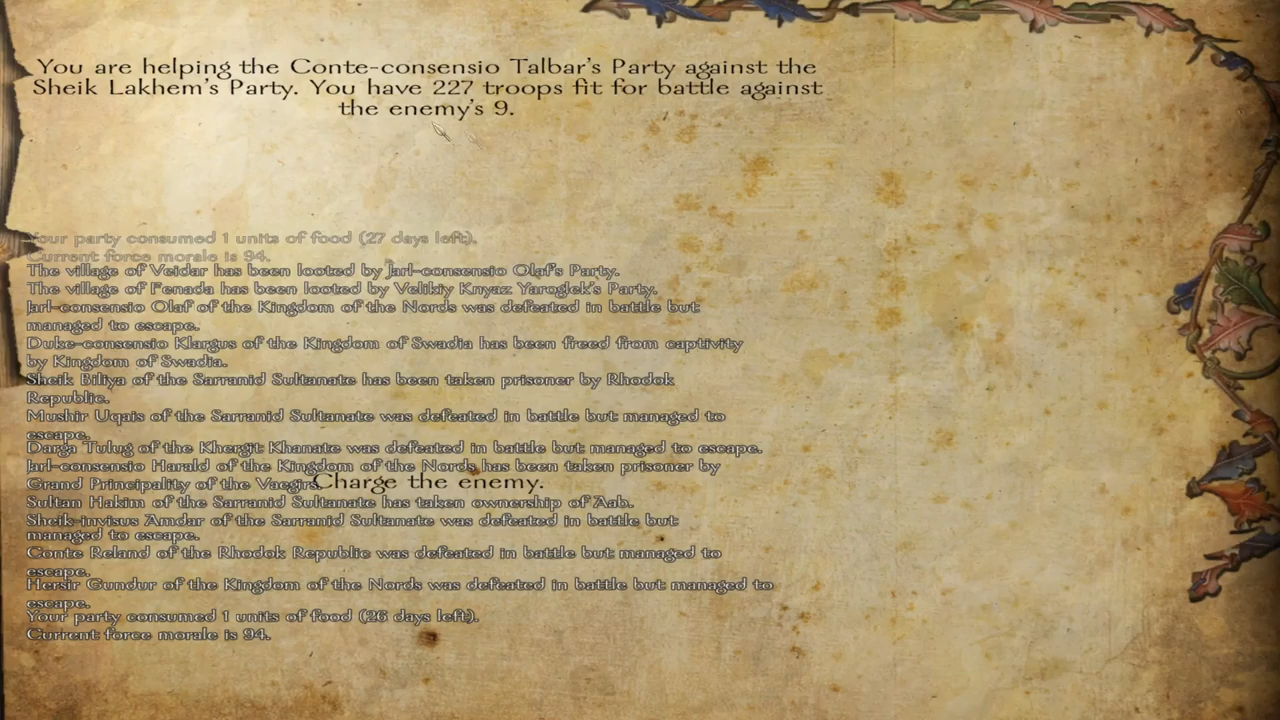 You are helping the Conte-consensio Talbar's Party against the
Sheik Lakhem's Party. You have 227 troops fit for battle against
the enemy's 9.
Your party consumed 1 units of food (27 days left).
Current force morale is 94.
The village of Veidar has been looted by Jarl-consensio Olaf's Party.
The village of Fenada has been looted by Velikiy Knyaz Yaroglek's Party.
Jarl-consensio Olaf of the Kingdom of the Nords was defeated in battle but
managed to escape.
Duke-consensio Klargus of the Kingdom of Swadia has been freed from captivity
by Kingdom of Swadia.
Sheik Biliya of the Sarranid Sultanate has been taken prisoner by Rhodok
Republic.
Mushir Uqais of the Sarranid Sultanate was defeated in battle but managed to
escape.
Darga Tulug of the Khergit Khanate was defeated in battle but managed to escape.
Jarl-consensio Harald of the Kingdom of the Nords has been taken prisoner by
Grand Principality of the Vaegirs.
Charge the enemy.
Sultan Hakim of the Sarranid Sultanate has taken ownership of Aab.
Sheik-invisus Amdar of the Sarranid Sultanate was defeated in battle but
managed to escape.
Conte Reland of the Rhodok Republic was defeated in battle but managed to
escape.
Hersir Gundur of the Kingdom of the Nords was defeated in battle but managed to
escape.
Your party consumed 1 units of food (26 days left).
Current force morale is 94.